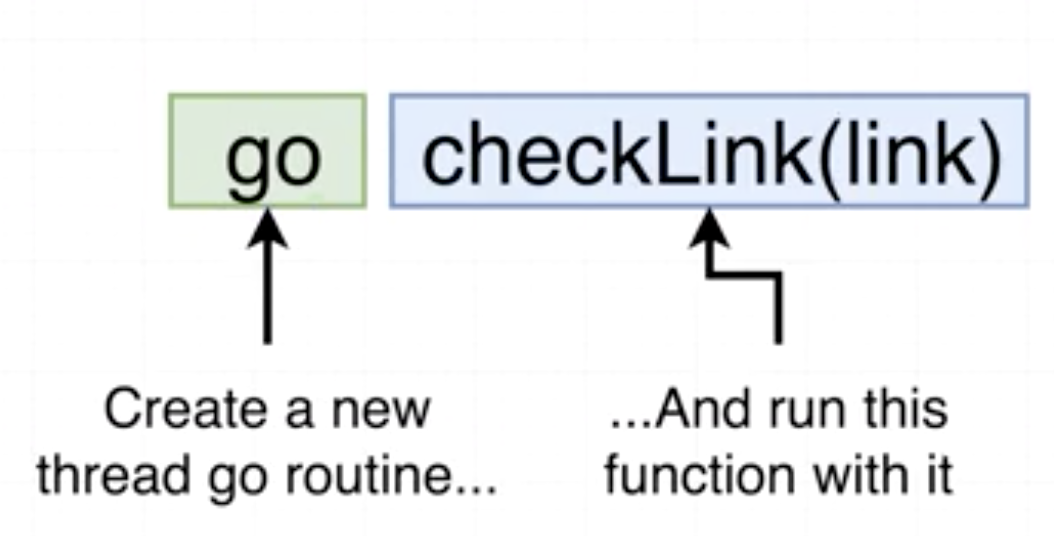 go checkLink(link)
Create a new
thread go routine...
...And run this
function with it